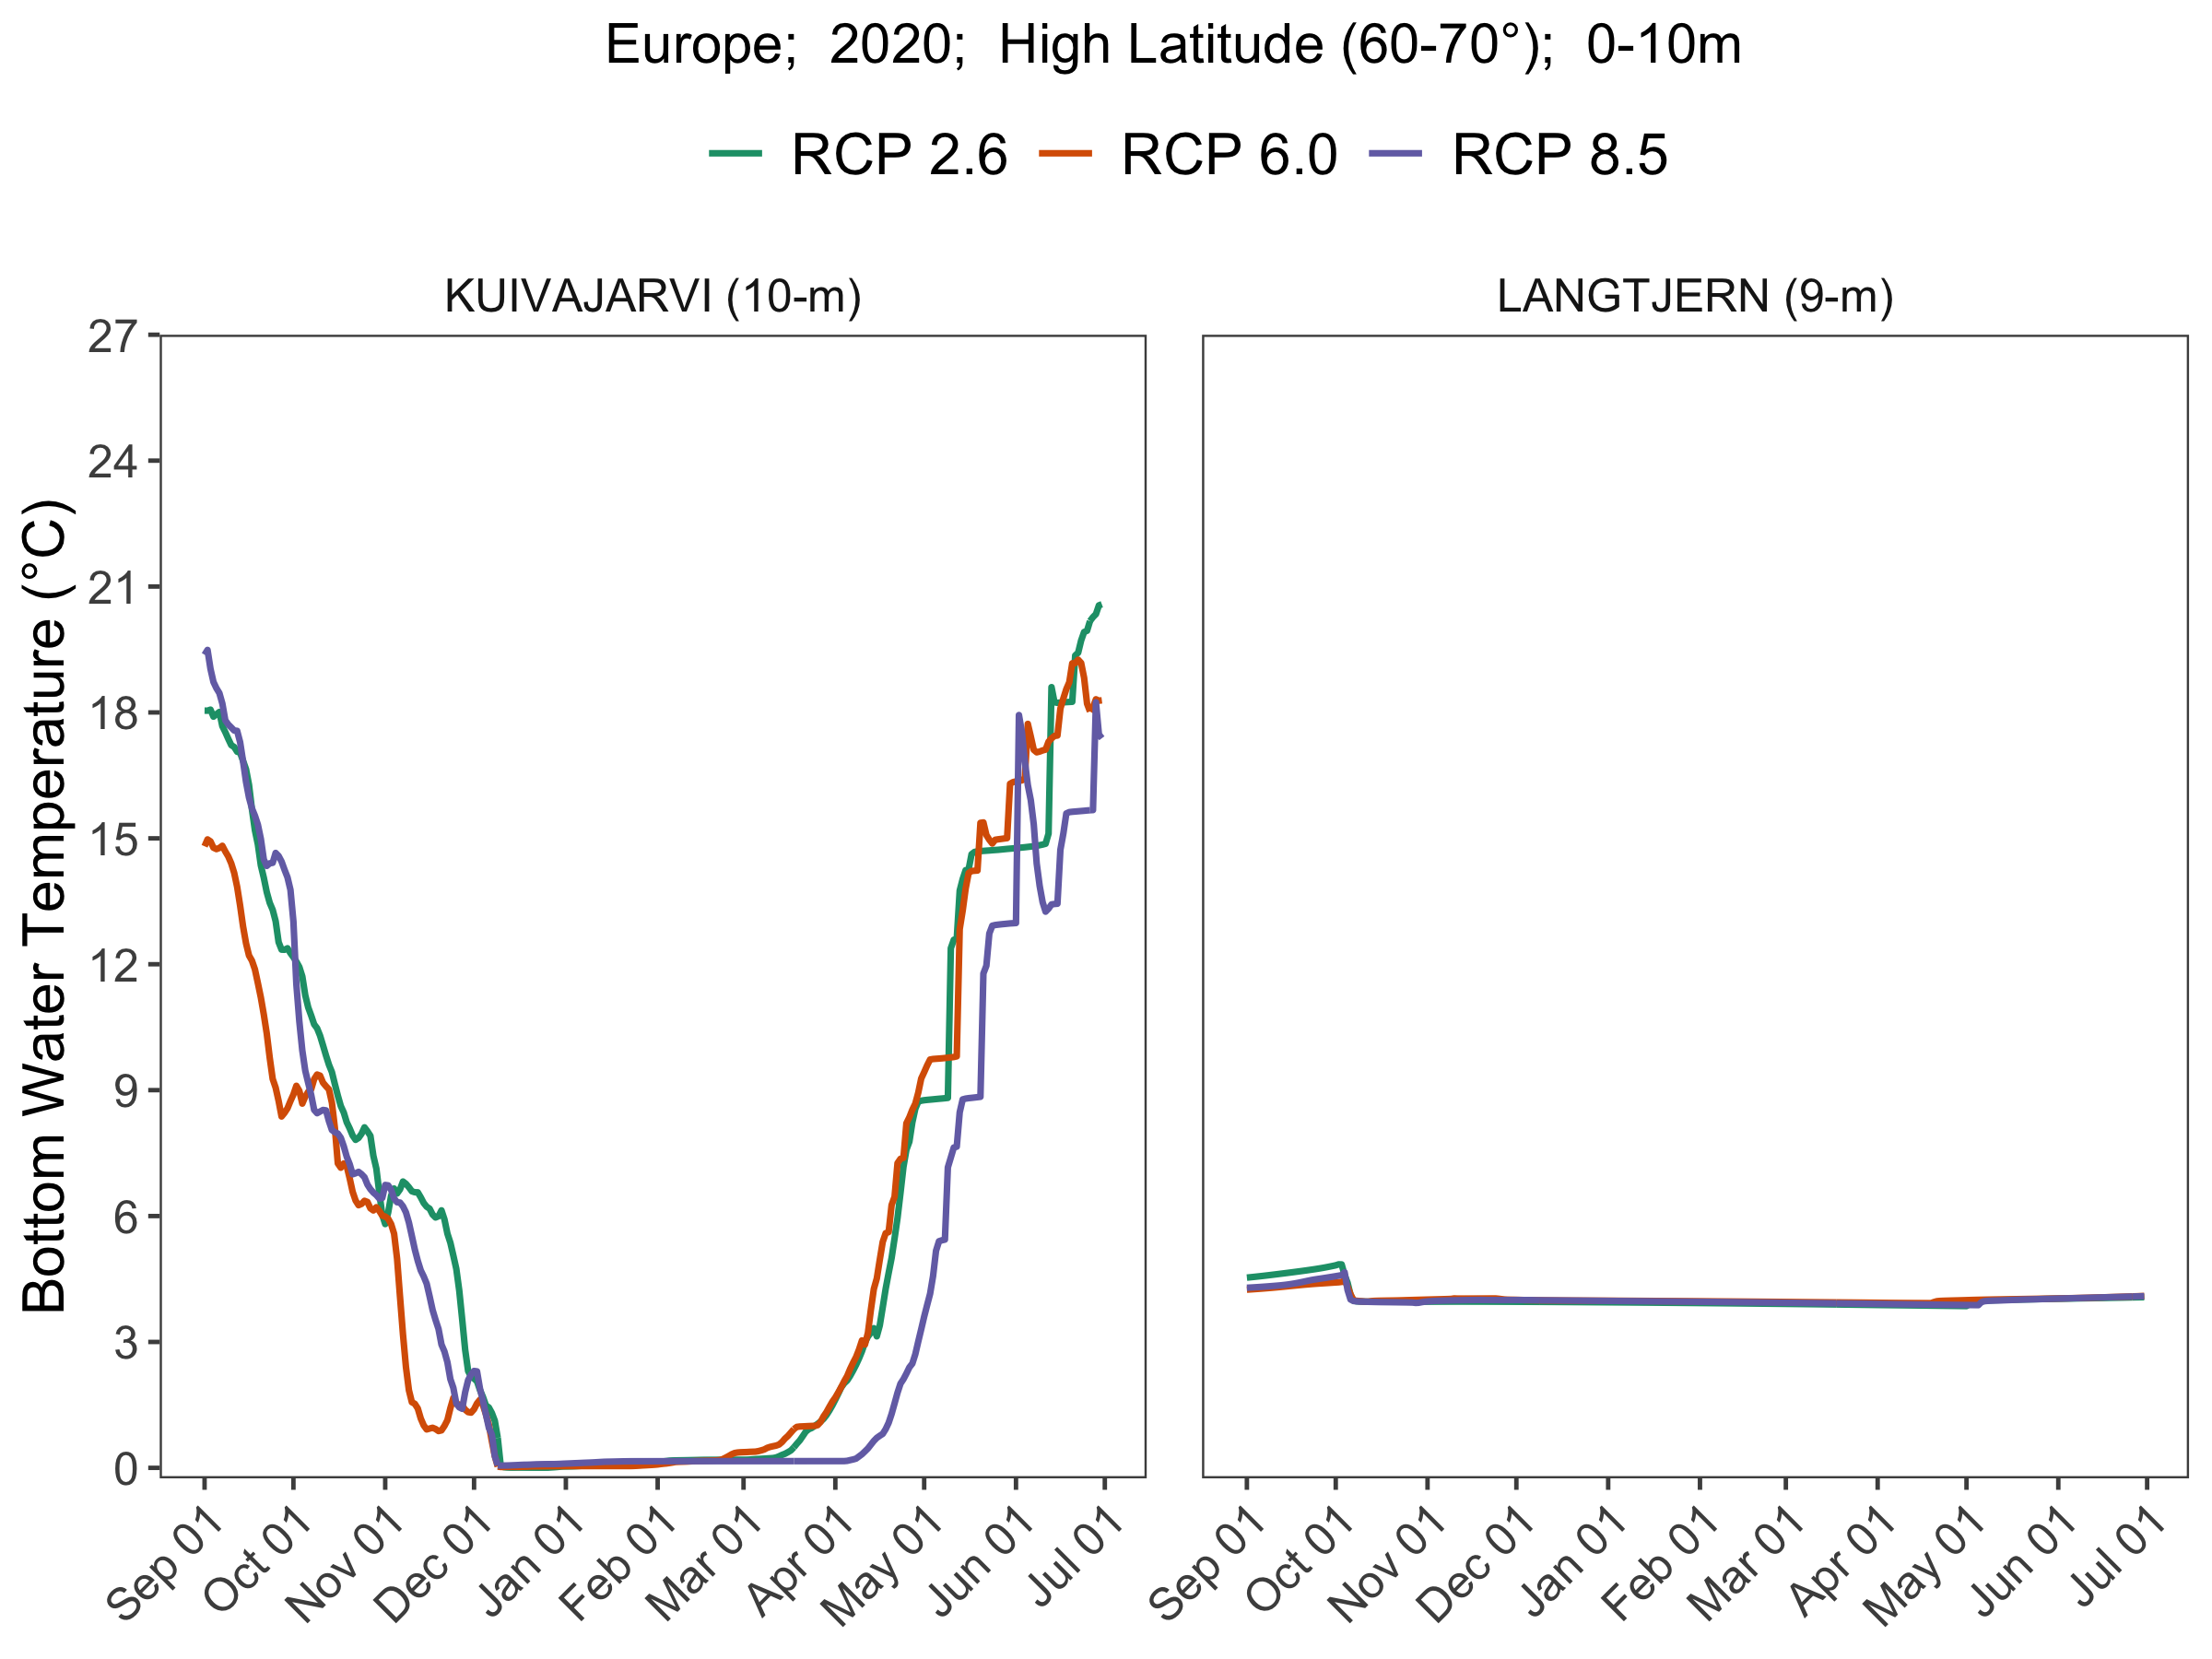 Europe;  2020;  High Latitude (60-70°);  0-10m
RCP 2.6 RCP 6.0 RCP 8.5
KUIVAJARVI (10-m)
LANGTJERN (9-m)
Bottom Water Temperature (°C)
27
24
21
18
15
12
9
6
3
0
Sep 01 Oct 01 Nov 01 Dec 01 Jan 01 Feb 01 Mar 01 Apr 01 May 01 Jun 01 Jul 01
Sep 01 Oct 01 Nov 01 Dec 01 Jan 01 Feb 01 Mar 01 Apr 01 May 01 Jun 01 Jul 01